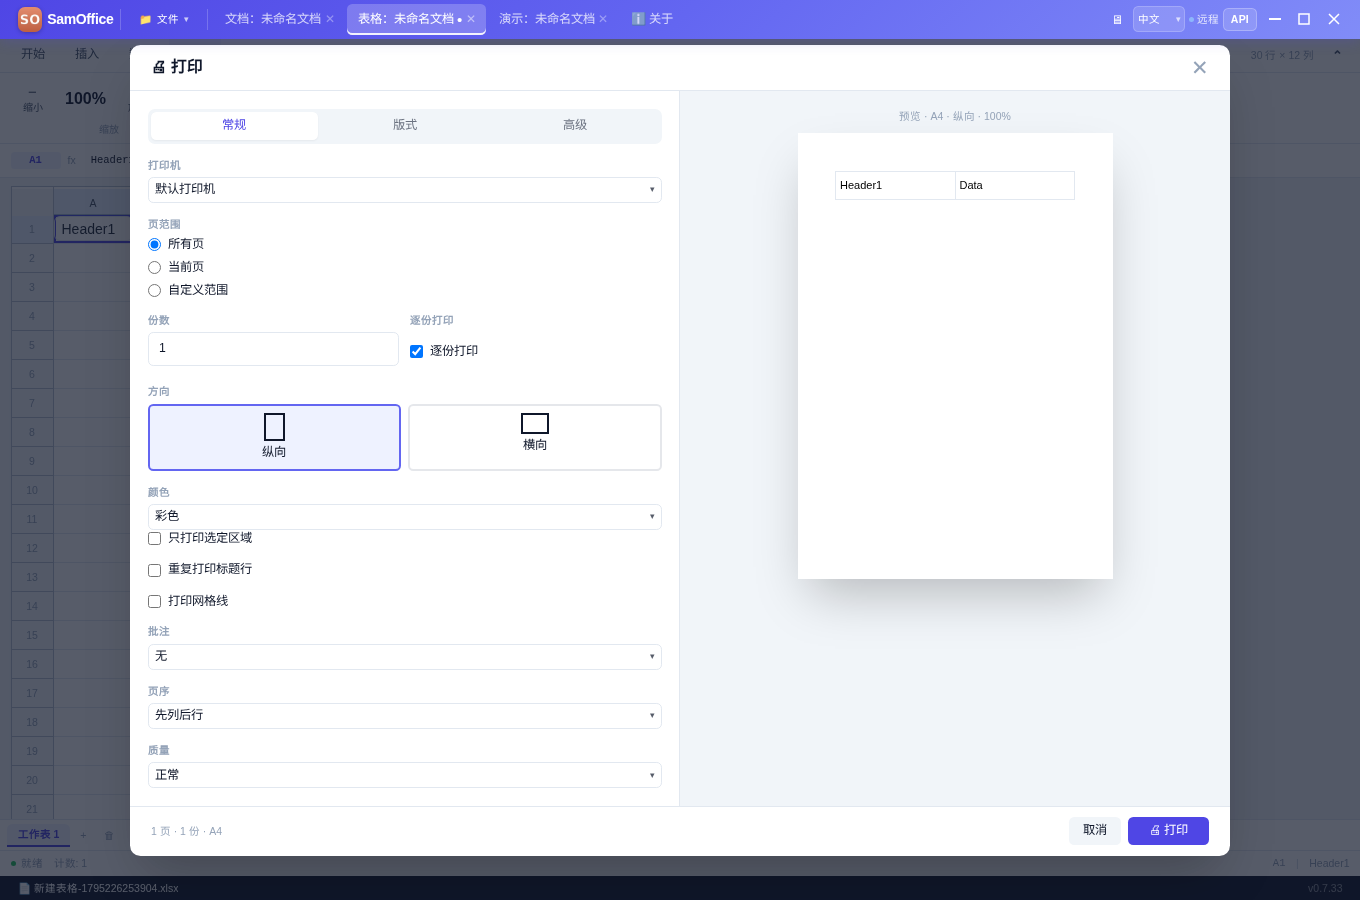 SO SamOffice 📁 文件 ▾ 文档: 未命名文档 ✕ 表格: 未命名文档 • ✕ 演示: 未命名文档 ✕ ℹ️ 关于 🖥 中文 ▾ 远程 API
开始 插入 30 行 × 12 列
🖨 打印 ✕
缩小 100%
缩放
A1 fx Header
A
1 Header1
2
3
4
5
6
7
8
9
10
11
12
13
14
15
16
17
18
19
20
21
常规 版式 高级
打印机
默认打印机
页范围
所有页
当前页
自定义范围
份数 逐份打印
1 逐份打印
方向
纵向 横向
颜色
彩色
只打印选定区域
重复打印标题行
打印网格线
批注
无
页序
先列后行
质量
正常
预览 · A4 · 纵向 · 100%
Header1 Data
1 页 · 1 份 · A4 取消 🖨 打印
工作表 1 + 🗑
就绪 计数: 1 A1 | Header1
📄 新建表格-1795226253904.xlsx v0.7.33